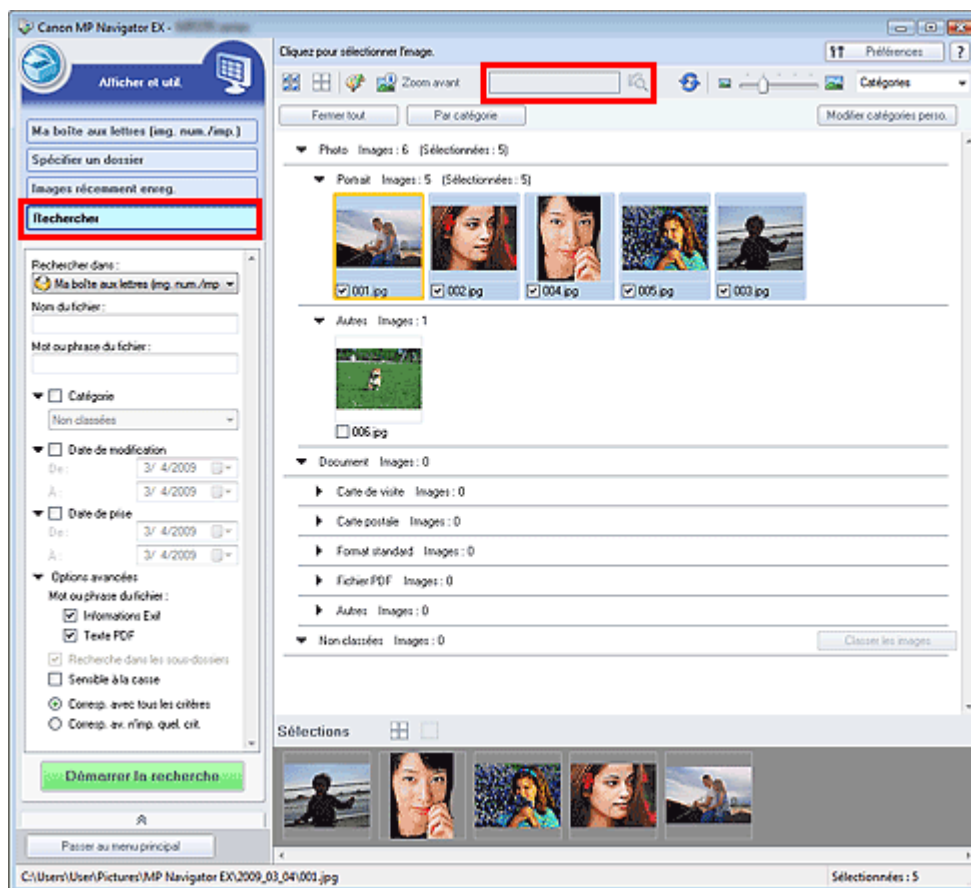 Canon MP Navigator EX -
Cliquez pour sélectionner l'image.
Préférences
?
Afficher et util.
Zoom avant
Catégories
Fermer tout
Par catégorie
Modifier catégories perso.
Ma boîte aux lettres (img. num./imp.)
Spécifier un dossier
Images récemment enreg.
Rechercher
Rechercher dans :
Ma boîte aux lettres (img. num./imp
Nom du fichier :
Mot ou phrase du fichier :
Catégorie
Non classées
Date de modification
De : 3/ 4/2009
À : 3/ 4/2009
Date de prise
De : 3/ 4/2009
À : 3/ 4/2009
Options avancées
Mot ou phrase du fichier :
Informations Exif
Texte PDF
Recherche dans les sous-dossiers
Sensible à la casse
Corresp. avec tous les critères
Corresp. av. n'imp. quel. crit.
Démarrer la recherche
Passer au menu principal
Photo Images : 6 (Sélectionnées : 5)
Portrait Images : 5 (Sélectionnées : 5)
001.jpg
002.jpg
004.jpg
005.jpg
003.jpg
Autres Images : 1
006.jpg
Document Images : 0
Carte de visite Images : 0
Carte postale Images : 0
Format standard Images : 0
Fichier PDF Images : 0
Autres Images : 0
Non classées Images : 0
Classer les images
Sélections
C:\Users\User\Pictures\MP Navigator EX\2009_03_04\001.jpg
Sélectionnées : 5